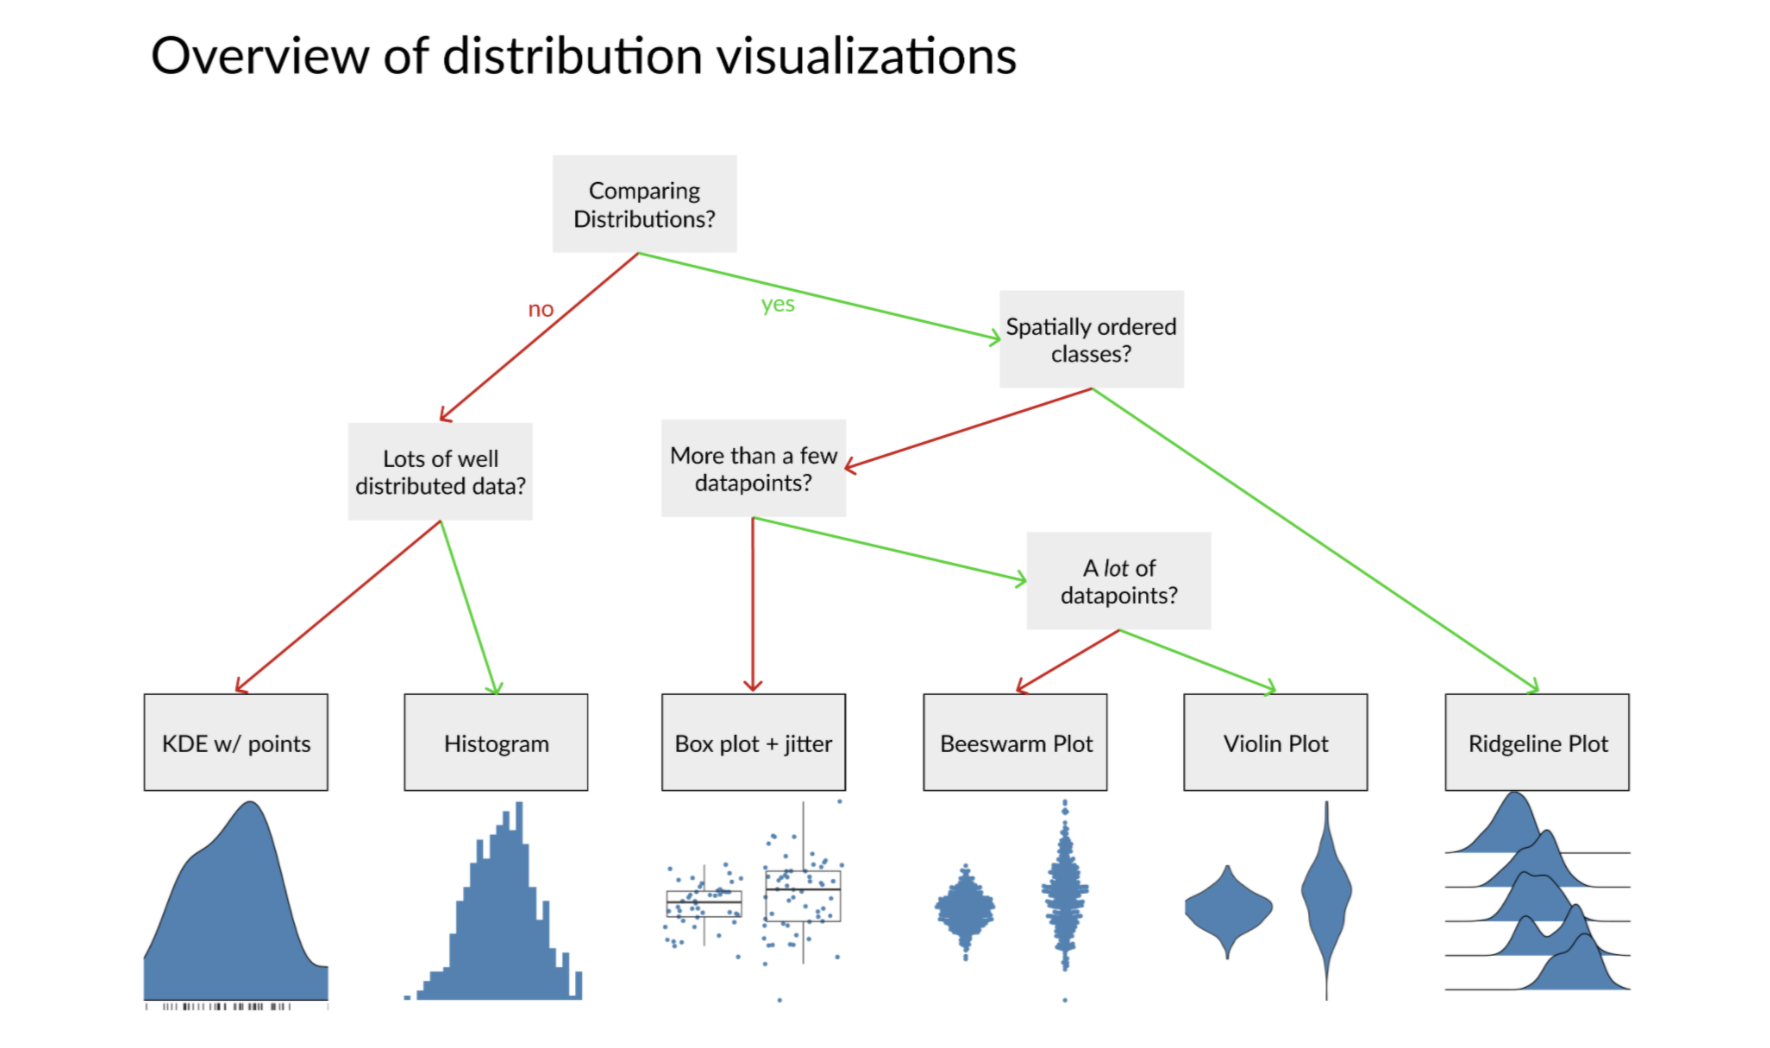 Overview of distribution visualizations
Comparing
Distributions?
no
yes
Spatially ordered
classes?
Lots of well
distributed data?
More than a few
datapoints?
A lot of
datapoints?
KDE w/ points
Histogram
Box plot + jitter
Beeswarm Plot
Violin Plot
Ridgeline Plot